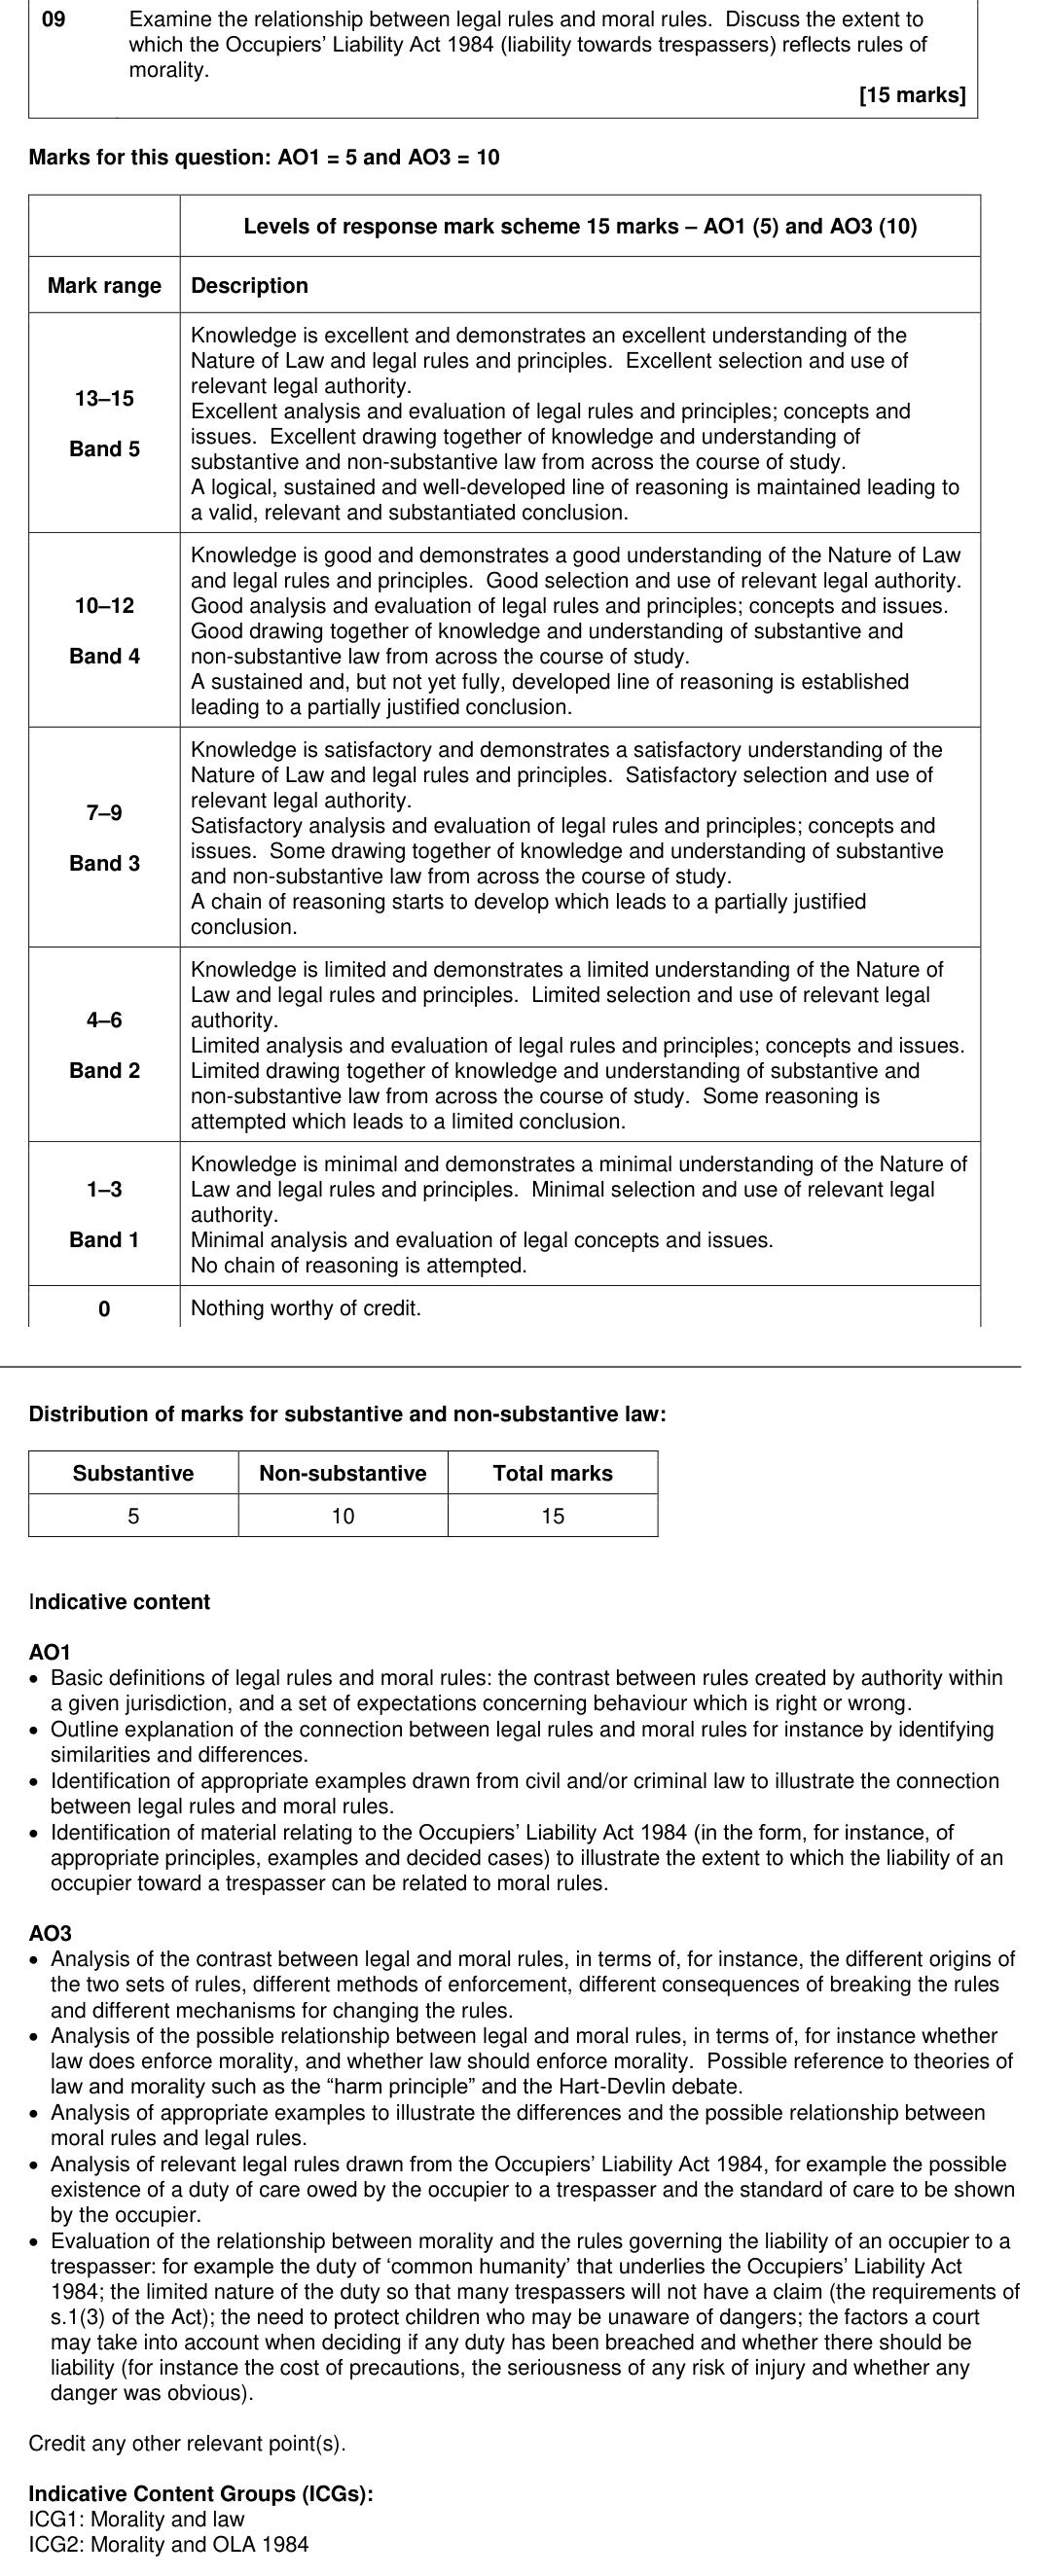 09 Examine the relationship between legal rules and moral rules.  Discuss the extent to
which the Occupiers’ Liability Act 1984 (liability towards trespassers) reflects rules of
morality.
[15 marks]
Marks for this question: AO1 = 5 and AO3 = 10
Levels of response mark scheme 15 marks – AO1 (5) and AO3 (10)
Mark range Description
13–15
Band 5
Knowledge is excellent and demonstrates an excellent understanding of the
Nature of Law and legal rules and principles.  Excellent selection and use of
relevant legal authority.
Excellent analysis and evaluation of legal rules and principles; concepts and
issues.  Excellent drawing together of knowledge and understanding of
substantive and non-substantive law from across the course of study.
A logical, sustained and well-developed line of reasoning is maintained leading to
a valid, relevant and substantiated conclusion.
10–12
Band 4
Knowledge is good and demonstrates a good understanding of the Nature of Law
and legal rules and principles.  Good selection and use of relevant legal authority.
Good analysis and evaluation of legal rules and principles; concepts and issues.
Good drawing together of knowledge and understanding of substantive and
non-substantive law from across the course of study.
A sustained and, but not yet fully, developed line of reasoning is established
leading to a partially justified conclusion.
7–9
Band 3
Knowledge is satisfactory and demonstrates a satisfactory understanding of the
Nature of Law and legal rules and principles.  Satisfactory selection and use of
relevant legal authority.
Satisfactory analysis and evaluation of legal rules and principles; concepts and
issues.  Some drawing together of knowledge and understanding of substantive
and non-substantive law from across the course of study.
A chain of reasoning starts to develop which leads to a partially justified
conclusion.
4–6
Band 2
Knowledge is limited and demonstrates a limited understanding of the Nature of
Law and legal rules and principles.  Limited selection and use of relevant legal
authority.
Limited analysis and evaluation of legal rules and principles; concepts and issues.
Limited drawing together of knowledge and understanding of substantive and
non-substantive law from across the course of study.  Some reasoning is
attempted which leads to a limited conclusion.
1–3
Band 1
Knowledge is minimal and demonstrates a minimal understanding of the Nature of
Law and legal rules and principles.  Minimal selection and use of relevant legal
authority.
Minimal analysis and evaluation of legal concepts and issues.
No chain of reasoning is attempted.
0 Nothing worthy of credit.
Distribution of marks for substantive and non-substantive law:
Substantive Non-substantive Total marks
5 10 15
Indicative content
AO1
• Basic definitions of legal rules and moral rules: the contrast between rules created by authority within
a given jurisdiction, and a set of expectations concerning behaviour which is right or wrong.
• Outline explanation of the connection between legal rules and moral rules for instance by identifying
similarities and differences.
• Identification of appropriate examples drawn from civil and/or criminal law to illustrate the connection
between legal rules and moral rules.
• Identification of material relating to the Occupiers’ Liability Act 1984 (in the form, for instance, of
appropriate principles, examples and decided cases) to illustrate the extent to which the liability of an
occupier toward a trespasser can be related to moral rules.
AO3
• Analysis of the contrast between legal and moral rules, in terms of, for instance, the different origins of
the two sets of rules, different methods of enforcement, different consequences of breaking the rules
and different mechanisms for changing the rules.
• Analysis of the possible relationship between legal and moral rules, in terms of, for instance whether
law does enforce morality, and whether law should enforce morality.  Possible reference to theories of
law and morality such as the “harm principle” and the Hart-Devlin debate.
• Analysis of appropriate examples to illustrate the differences and the possible relationship between
moral rules and legal rules.
• Analysis of relevant legal rules drawn from the Occupiers’ Liability Act 1984, for example the possible
existence of a duty of care owed by the occupier to a trespasser and the standard of care to be shown
by the occupier.
• Evaluation of the relationship between morality and the rules governing the liability of an occupier to a
trespasser: for example the duty of ‘common humanity’ that underlies the Occupiers’ Liability Act
1984; the limited nature of the duty so that many trespassers will not have a claim (the requirements of
s.1(3) of the Act); the need to protect children who may be unaware of dangers; the factors a court
may take into account when deciding if any duty has been breached and whether there should be
liability (for instance the cost of precautions, the seriousness of any risk of injury and whether any
danger was obvious).
Credit any other relevant point(s).
Indicative Content Groups (ICGs):
ICG1: Morality and law
ICG2: Morality and OLA 1984